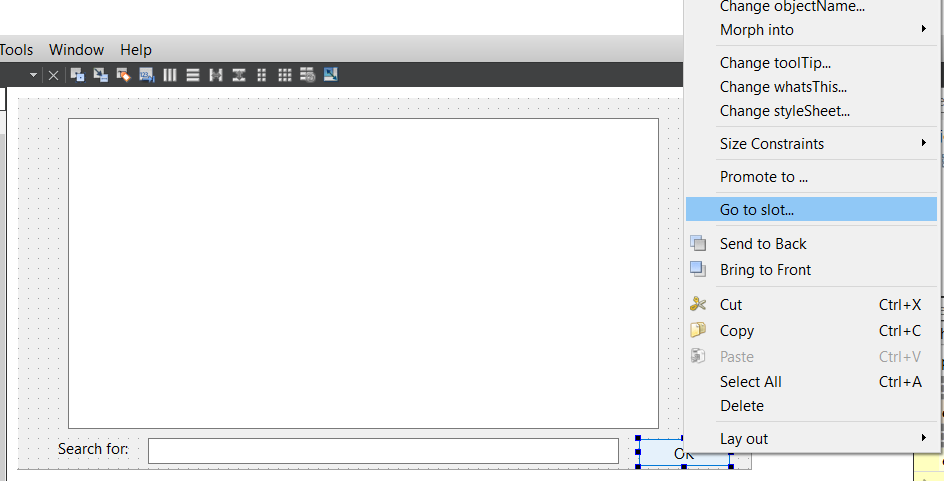 Change objectName...
Morph into
Tools Window Help
Change toolTip...
Change whatsThis...
Change styleSheet...
Size Constraints
Promote to ...
Go to slot...
Send to Back
Bring to Front
Cut Ctrl+X
Copy Ctrl+C
Paste Ctrl+V
Select All Ctrl+A
Delete
Lay out
Search for:
OK